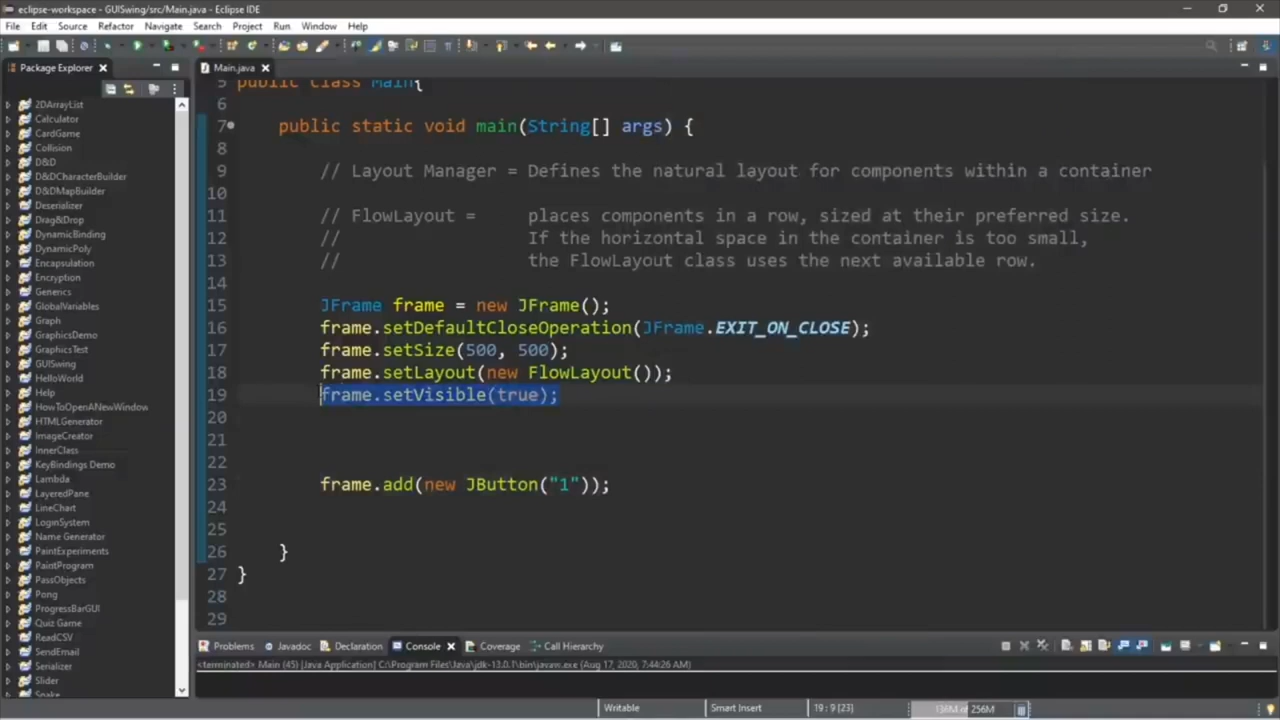 eclipse-workspace - GUISwing/src/Main.java - Eclipse IDE
File Edit Source Refactor Navigate Search Project Run Window Help
Package Explorer
Main.java
2DArrayList
Calculator
CardGame
Collision
D&D
D&DCharacterBuilder
D&DMapBuilder
Deserializer
Drag&Drop
DynamicBinding
DynamicPoly
Encapsulation
Encryption
Generics
GlobalVariables
Graph
GraphicsDemo
GraphicsTest
GUISwing
HelloWorld
Help
HowToOpenANewWindow
HTMLGenerator
ImageCreator
InnerClass
KeyBindings Demo
Lambda
LayeredPane
LineChart
LoginSystem
Name Generator
PaintExperiments
PaintProgram
PassObjects
Pong
ProgressBarGUI
Quiz Game
ReadCSV
SendEmail
Serializer
Slider
Snake
5 public class Main{
6
7 public static void main(String[] args) {
8
9 // Layout Manager = Defines the natural layout for components within a container
10
11 // FlowLayout = places components in a row, sized at their preferred size.
12 // If the horizontal space in the container is too small,
13 // the FlowLayout class uses the next available row.
14
15 JFrame frame = new JFrame();
16 frame.setDefaultCloseOperation(JFrame.EXIT_ON_CLOSE);
17 frame.setSize(500, 500);
18 frame.setLayout(new FlowLayout());
19 frame.setVisible(true);
20
21
22
23 frame.add(new JButton("1"));
24
25
26 }
27 }
28
29
Problems Javadoc Declaration Console Coverage Call Hierarchy
<terminated> Main (45) [Java Application] C:\Program Files\Java\jdk-13.0.1\bin\javaw.exe (Aug 17, 2020, 7:44:26 AM)
Writable Smart Insert 19 : 9 [23] 136M of 256M